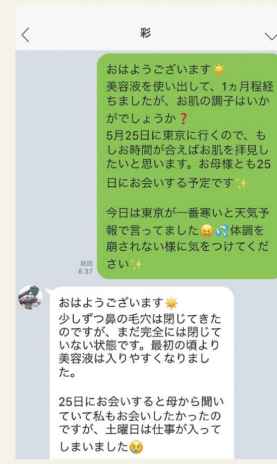 彩
おはようございます☀️
美容液を使い出して、1ヵ月程経
ちましたが、お肌の調子はいか
がでしょうか❓
5月25日に東京に行くので、も
しお時間が合えばお肌を拝見し
たいと思います。お母様とも25
日にお会いする予定です✨
今日は東京が一番寒いと天気予
報で言ってました😖💦体調を
崩されない様に気をつけてくだ
さい✨
既読
8:37
おはようございます☀️
少しずつ鼻の毛穴は閉じてきた
のですが、まだ完全には閉じて
いない状態です。最初の頃より
美容液は入りやすくなりまし
た。
25日にお会いすると母から聞い
ていて私もお会いしたかったの
ですが、土曜日は仕事が入って
しまいました😢